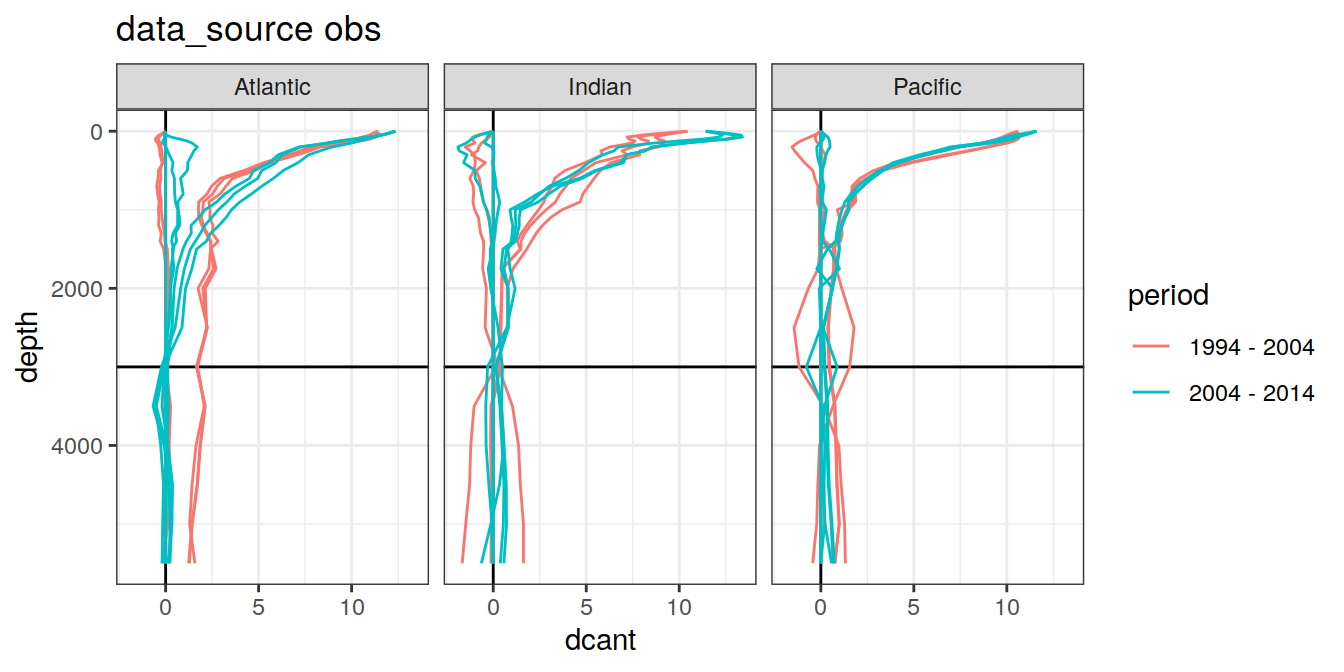 data_source obs
Atlantic Indian Pacific
0
2000
4000
depth
0 5 10 0 5 10 0 5 10
dcant
period
1994 - 2004
2004 - 2014